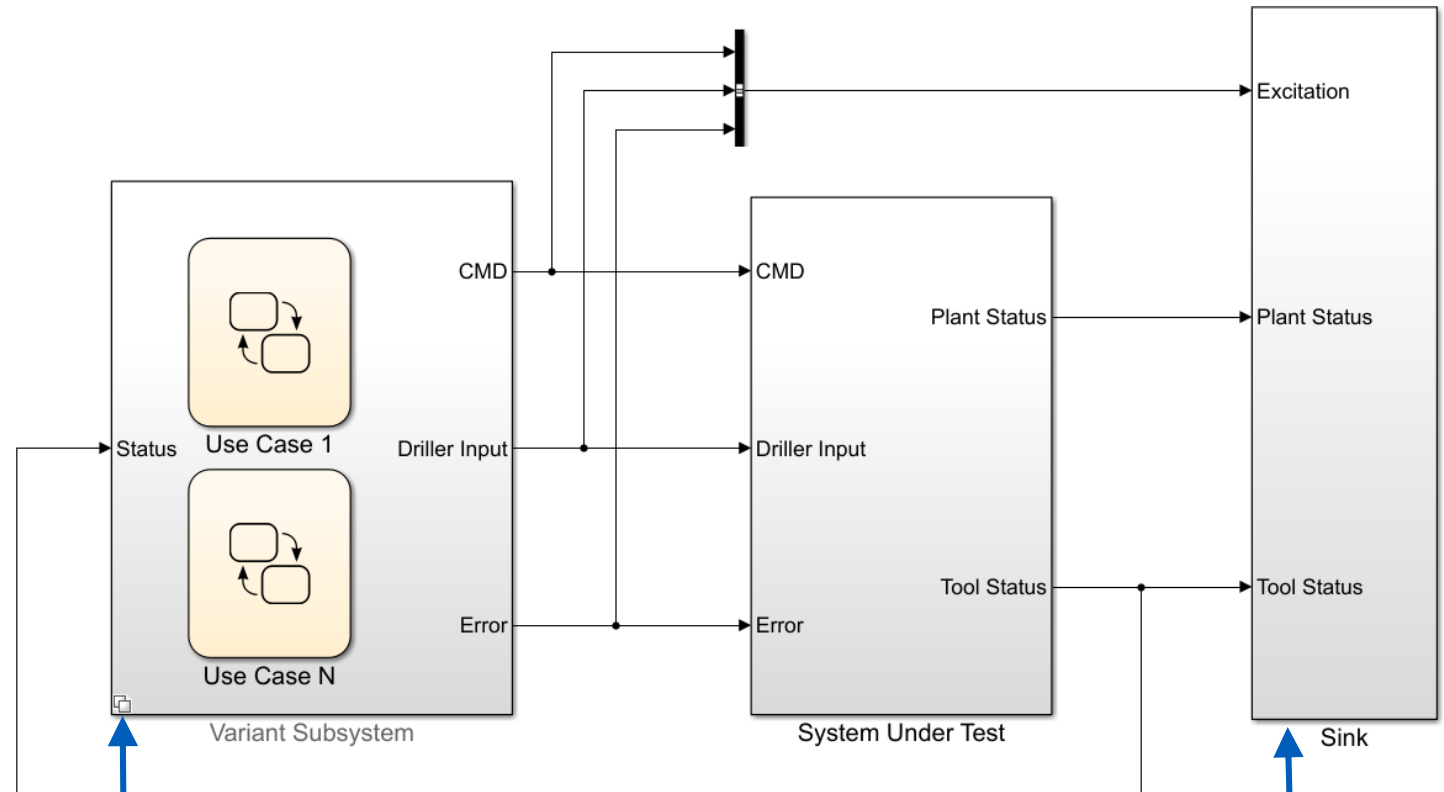 Excitation
CMD
CMD
Plant Status
Plant Status
Status
Use Case 1
Driller Input
Driller Input
Tool Status
Tool Status
Error
Error
Use Case N
Variant Subsystem
System Under Test
Sink